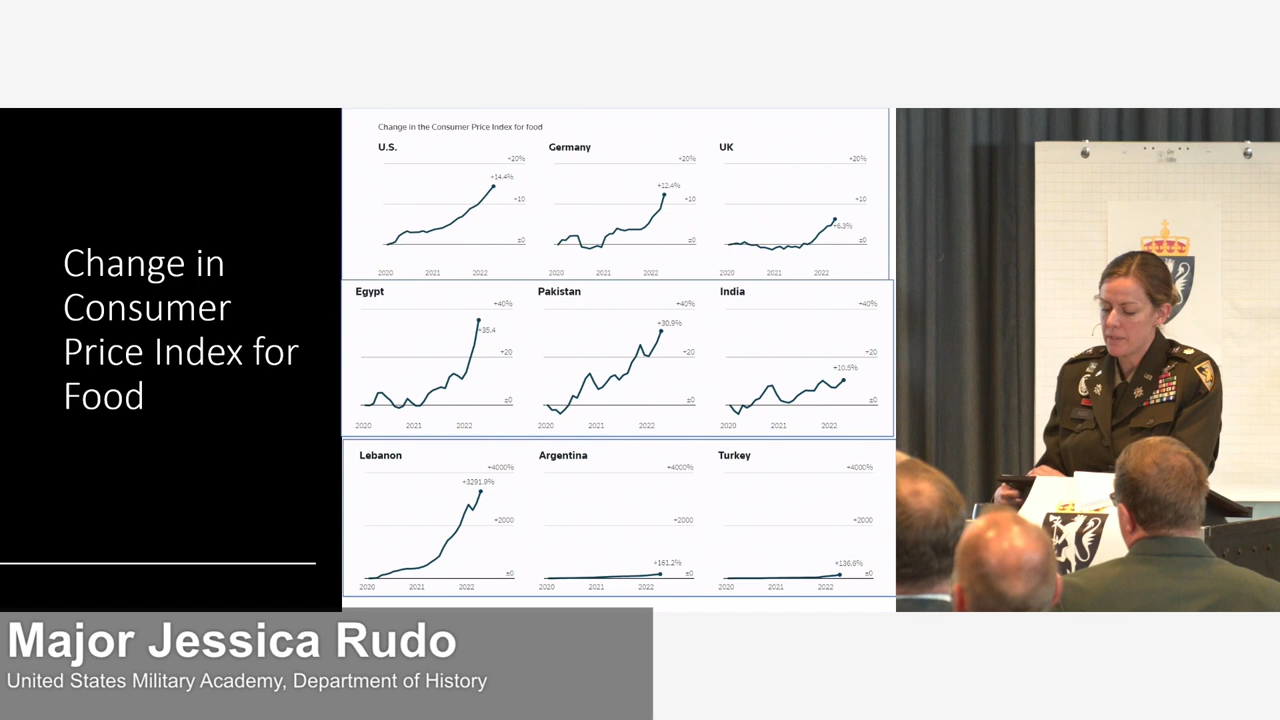 Change in
Consumer
Price Index for
Food
Change in the Consumer Price Index for food
U.S.
Germany
UK
+20%
+20%
+20%
+14.4%
+12.4%
+10
+10
+10
+6.3%
±0
±0
±0
2020 2021 2022
2020 2021 2022
2020 2021 2022
Egypt
Pakistan
India
+40%
+40%
+40%
+35.4
+30.9%
+20
+20
+20
+10.5%
±0
±0
±0
2020 2021 2022
2020 2021 2022
2020 2021 2022
Lebanon
Argentina
Turkey
+4000%
+4000%
+4000%
+3291.9%
+2000
+2000
+2000
+161.2%
+136.6%
±0
±0
±0
2020 2021 2022
2020 2021 2022
2020 2021 2022
Major Jessica Rudo
United States Military Academy, Department of History